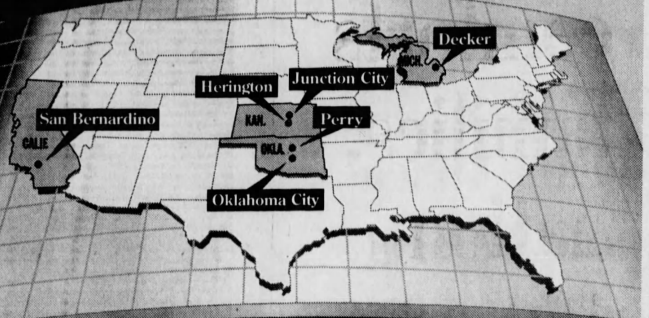 Decker
MICH.
Junction City
Herington
KAN.
Perry
San Bernardino
CALIF
OKLA.
Oklahoma City